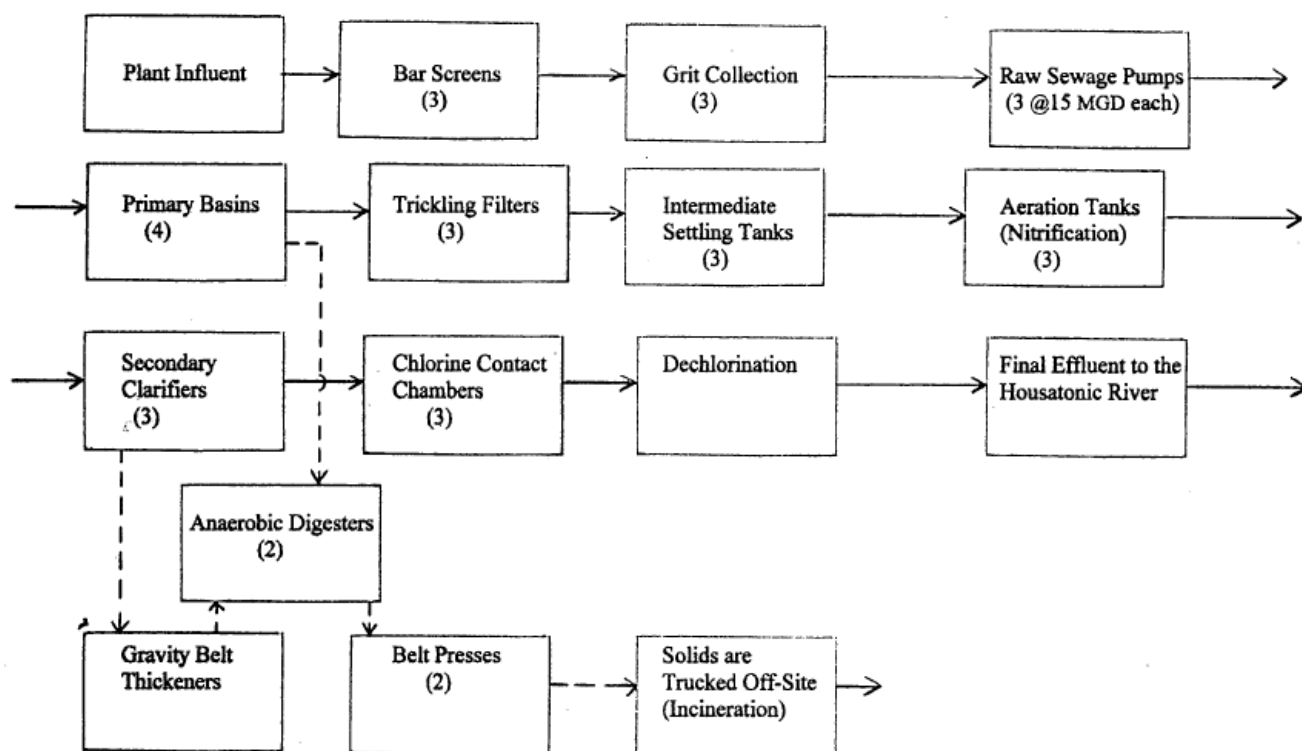 Plant Influent
Bar Screens
(3)
Grit Collection
(3)
Raw Sewage Pumps
(3 @15 MGD each)
Primary Basins
(4)
Trickling Filters
(3)
Intermediate
Settling Tanks
(3)
Aeration Tanks
(Nitrification)
(3)
Secondary
Clarifiers
(3)
Chlorine Contact
Chambers
(3)
Dechlorination
Final Effluent to the
Housatonic River
Anaerobic Digesters
(2)
Gravity Belt
Thickeners
Belt Presses
(2)
Solids are
Trucked Off-Site
(Incineration)